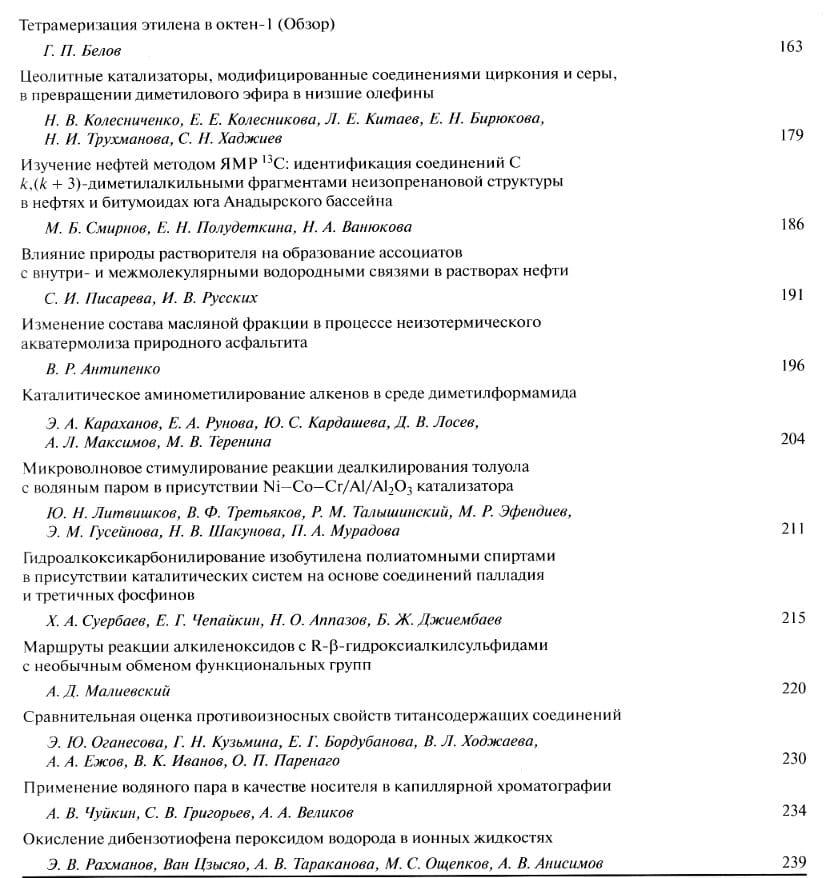 Тетрамеризация этилена в октен-1 (Обзор)
Г. П. Белов 163
Цеолитные катализаторы, модифицированные соединениями циркония и серы,
в превращении диметилового эфира в низшие олефины
Н. В. Колесниченко, Е. Е. Колесникова, Л. Е. Китаев, Е. Н. Бирюкова,
Н. И. Трухманова, С. Н. Хаджиев 179
Изучение нефтей методом ЯМР ¹³С: идентификация соединений С
k,(k + 3)-диметилалкильными фрагментами неизопренановой структуры
в нефтях и битумоидах юга Анадырского бассейна
М. Б. Смирнов, Е. Н. Полудеткина, Н. А. Ванюкова 186
Влияние природы растворителя на образование ассоциатов
с внутри- и межмолекулярными водородными связями в растворах нефти
С. И. Писарева, И. В. Русских 191
Изменение состава масляной фракции в процессе неизотермического
акватермолиза природного асфальтита
В. Р. Антипенко 196
Каталитическое аминометилирование алкенов в среде диметилформамида
Э. А. Караханов, Е. А. Рунова, Ю. С. Кардашева, Д. В. Лосев,
А. Л. Максимов, М. В. Теренина 204
Микроволновое стимулирование реакции деалкилирования толуола
с водяным паром в присутствии Ni–Co–Cr/Al/Al₂O₃ катализатора
Ю. Н. Литвишков, В. Ф. Третьяков, Р. М. Талышинский, М. Р. Эфендиев,
Э. М. Гусейнова, Н. В. Шакунова, П. А. Мурадова 211
Гидроалкоксикарбонилирование изобутилена полиатомными спиртами
в присутствии каталитических систем на основе соединений палладия
и третичных фосфинов
Х. А. Суербаев, Е. Г. Чепайкин, Н. О. Аппазов, Б. Ж. Джиембаев 215
Маршруты реакции алкиленоксидов с R-β-гидроксиалкилсульфидами
с необычным обменом функциональных групп
А. Д. Малиевский 220
Сравнительная оценка противоизносных свойств титансодержащих соединений
Э. Ю. Оганесова, Г. Н. Кузьмина, Е. Г. Бордубанова, В. Л. Ходжаева,
А. А. Ежов, В. К. Иванов, О. П. Паренаго 230
Применение водяного пара в качестве носителя в капиллярной хроматографии
А. В. Чуйкин, С. В. Григорьев, А. А. Великов 234
Окисление дибензотиофена пероксидом водорода в ионных жидкостях
Э. В. Рахманов, Ван Цзысяо, А. В. Тараканова, М. С. Ощепков, А. В. Анисимов 239